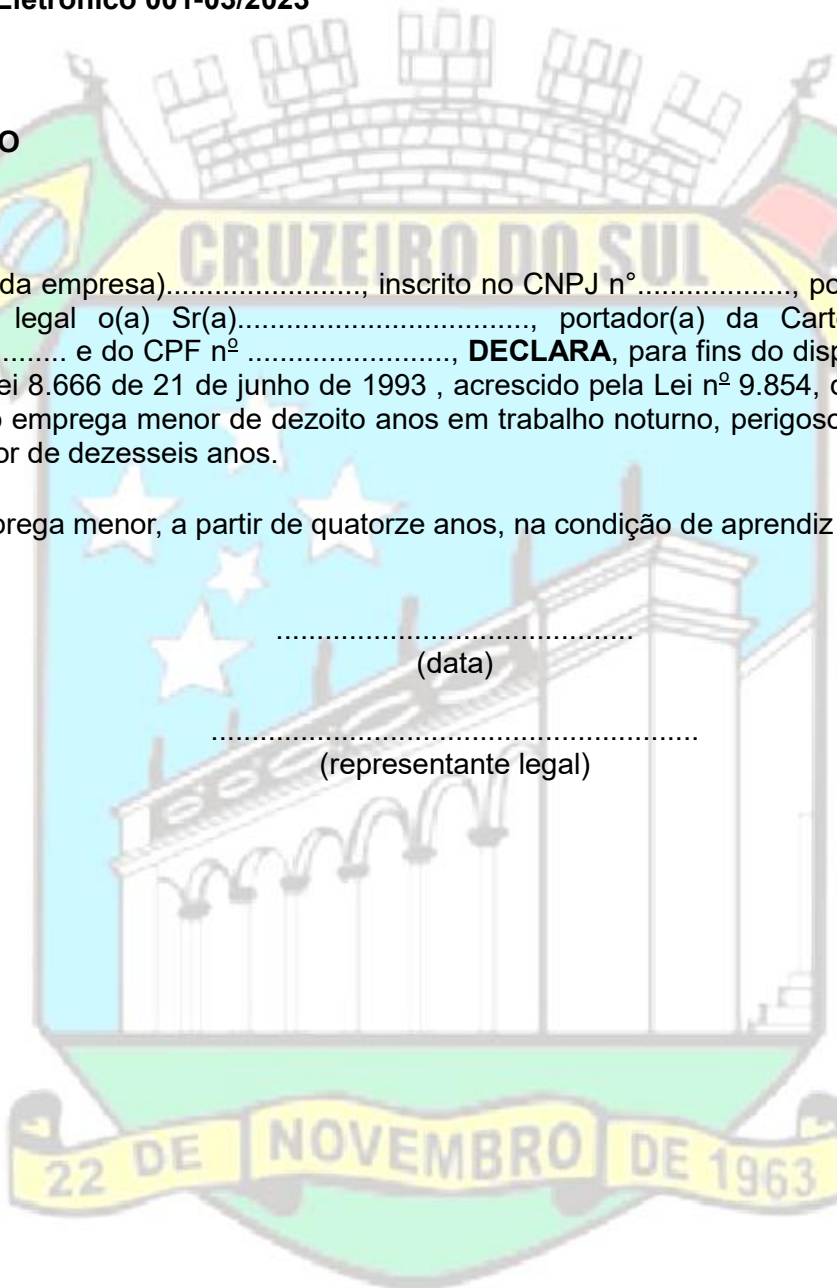 Eletrônico 001-03/2023
O
CRUZEIRO DO SUL
da empresa)........................, inscrito no CNPJ n°..................., po
legal o(a) Sr(a)...................................., portador(a) da Cart
......... e do CPF nº ........................., DECLARA, para fins do disp
ei 8.666 de 21 de junho de 1993 , acrescido pela Lei nº 9.854,
emprega menor de dezoito anos em trabalho noturno, perigoso
or de dezesseis anos.
prega menor, a partir de quatorze anos, na condição de aprendiz
............................................
(data)
............................................................
(representante legal)
22 DE NOVEMBRO DE 1963